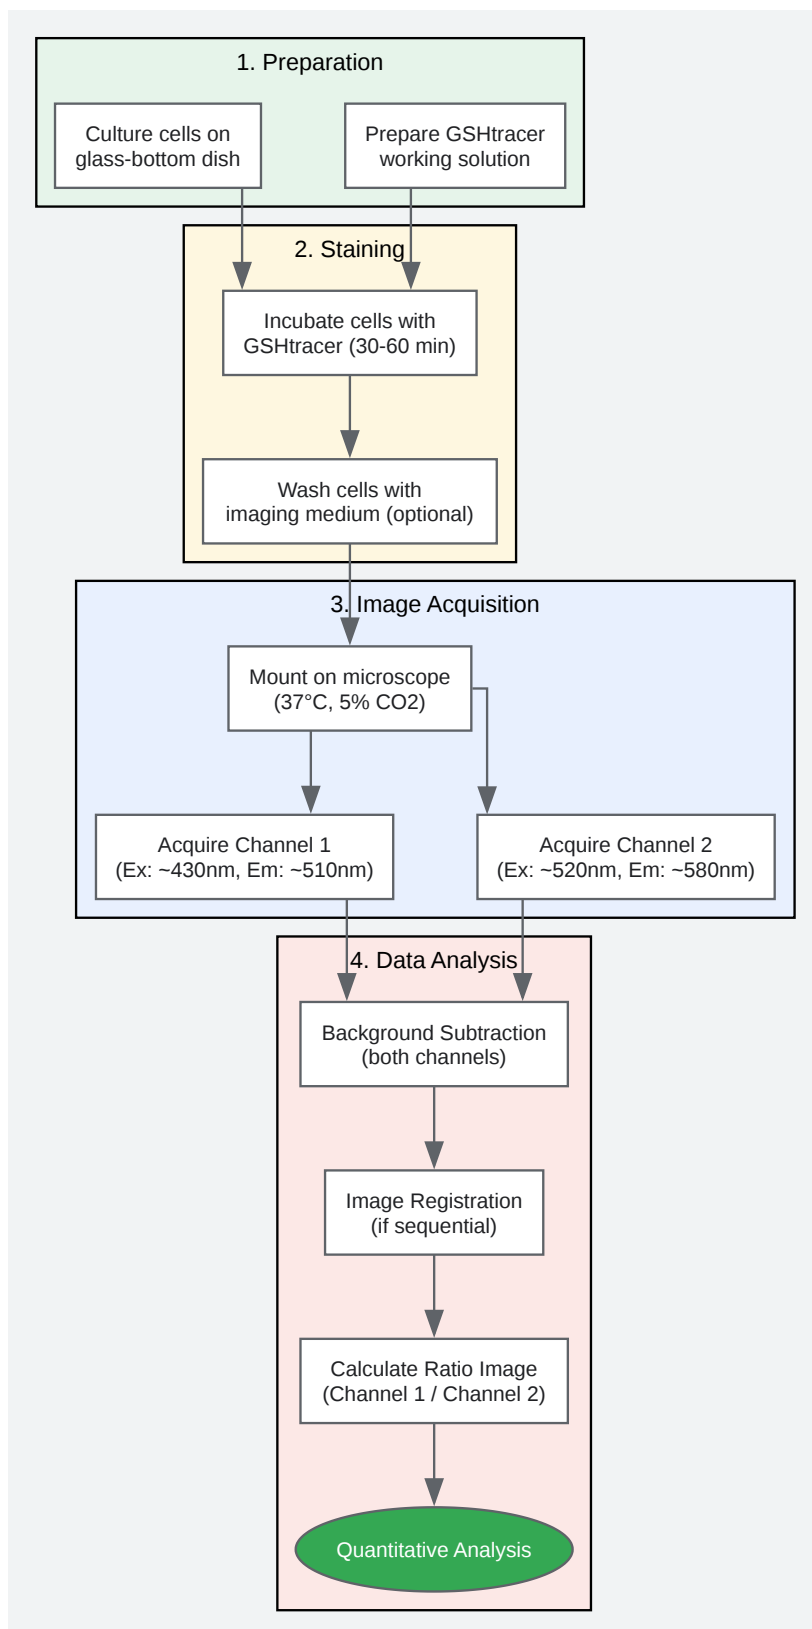 1. Preparation
Culture cells on
glass-bottom dish
Prepare GSHtracer
working solution
2. Staining
Incubate cells with
GSHtracer (30-60 min)
Wash cells with
imaging medium (optional)
3. Image Acquisition
Mount on microscope
(37°C, 5% CO2)
Acquire Channel 1
(Ex: ~430nm, Em: ~510nm)
Acquire Channel 2
(Ex: ~520nm, Em: ~580nm)
4. Data Analysis
Background Subtraction
(both channels)
Image Registration
(if sequential)
Calculate Ratio Image
(Channel 1 / Channel 2)
Quantitative Analysis